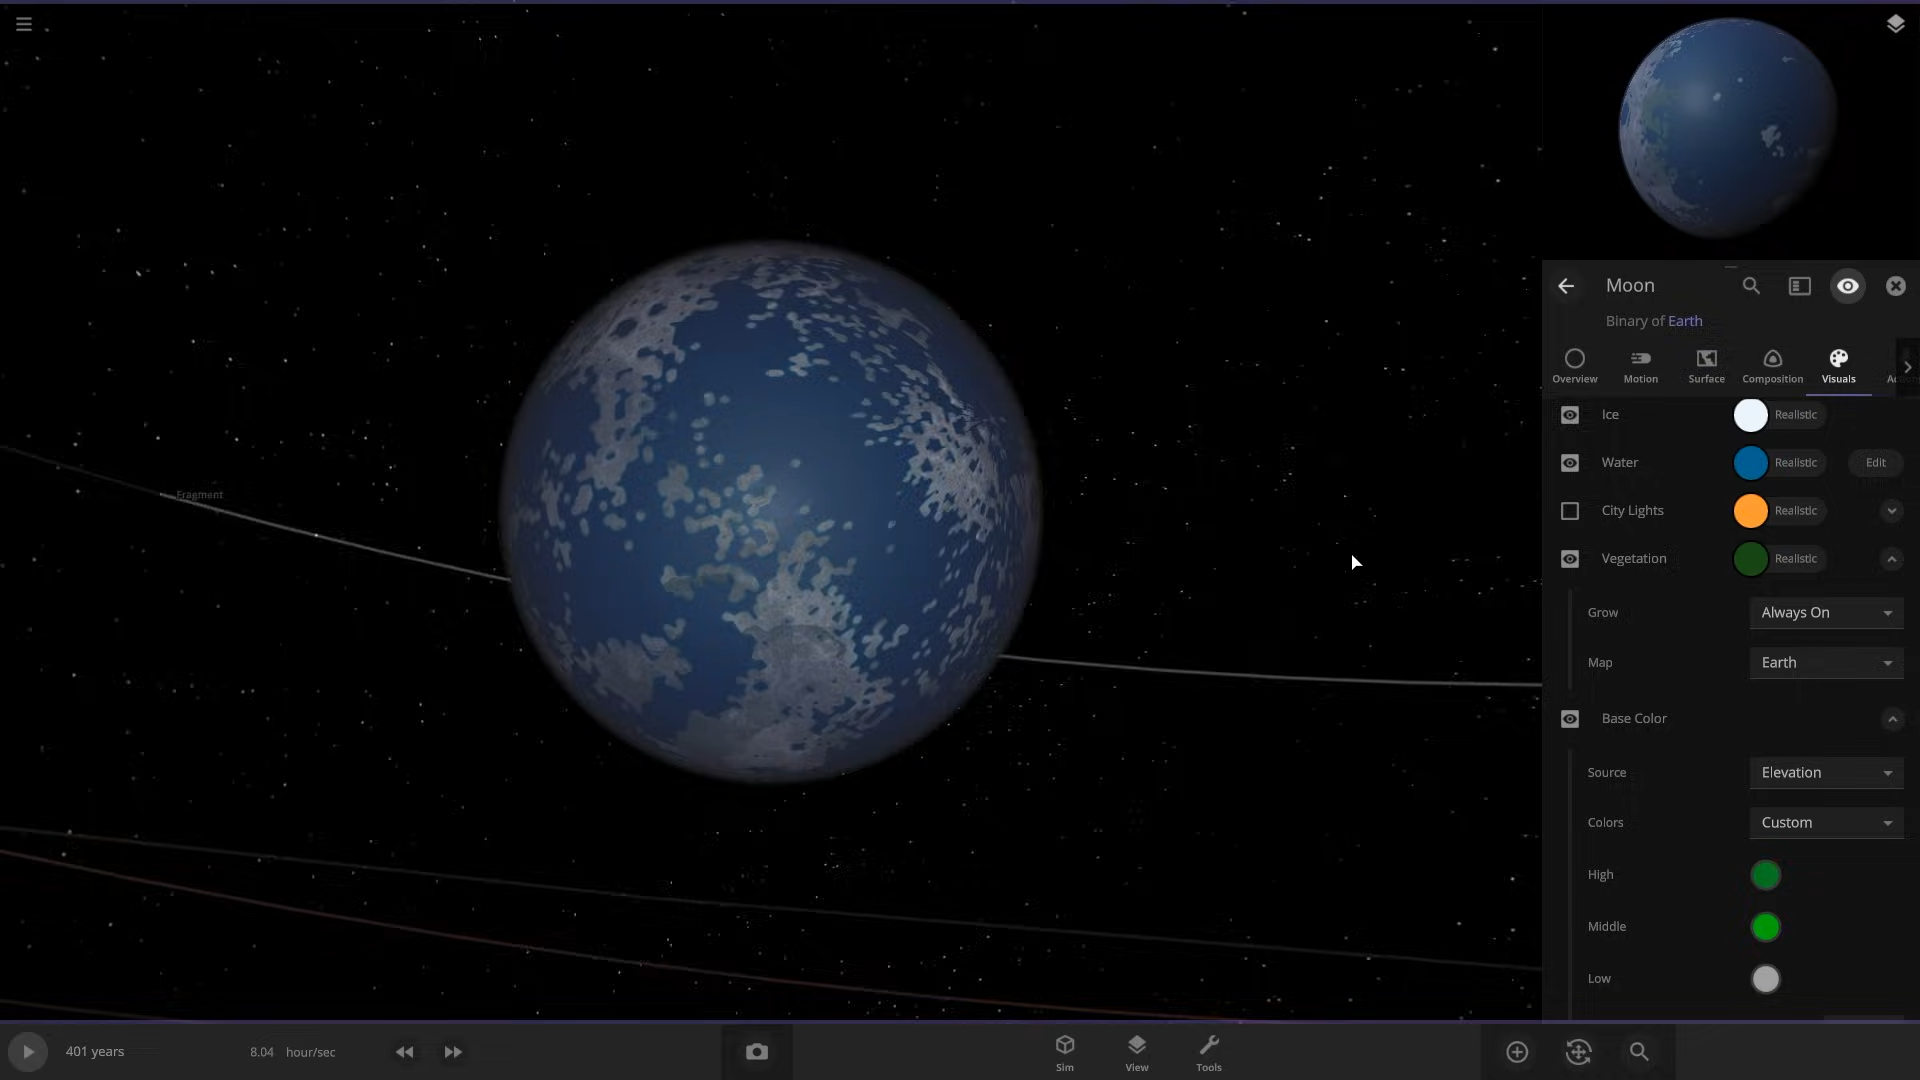 Moon
Binary of Earth
Overview
Motion
Surface
Composition
Visuals
Ice
Realistic
Water
Realistic
Edit
City Lights
Realistic
Vegetation
Realistic
Grow
Always On
Map
Earth
Base Color
Source
Elevation
Colors
Custom
High
Middle
Low
Fragment
401 years
8.04 hour/sec
Sim
View
Tools